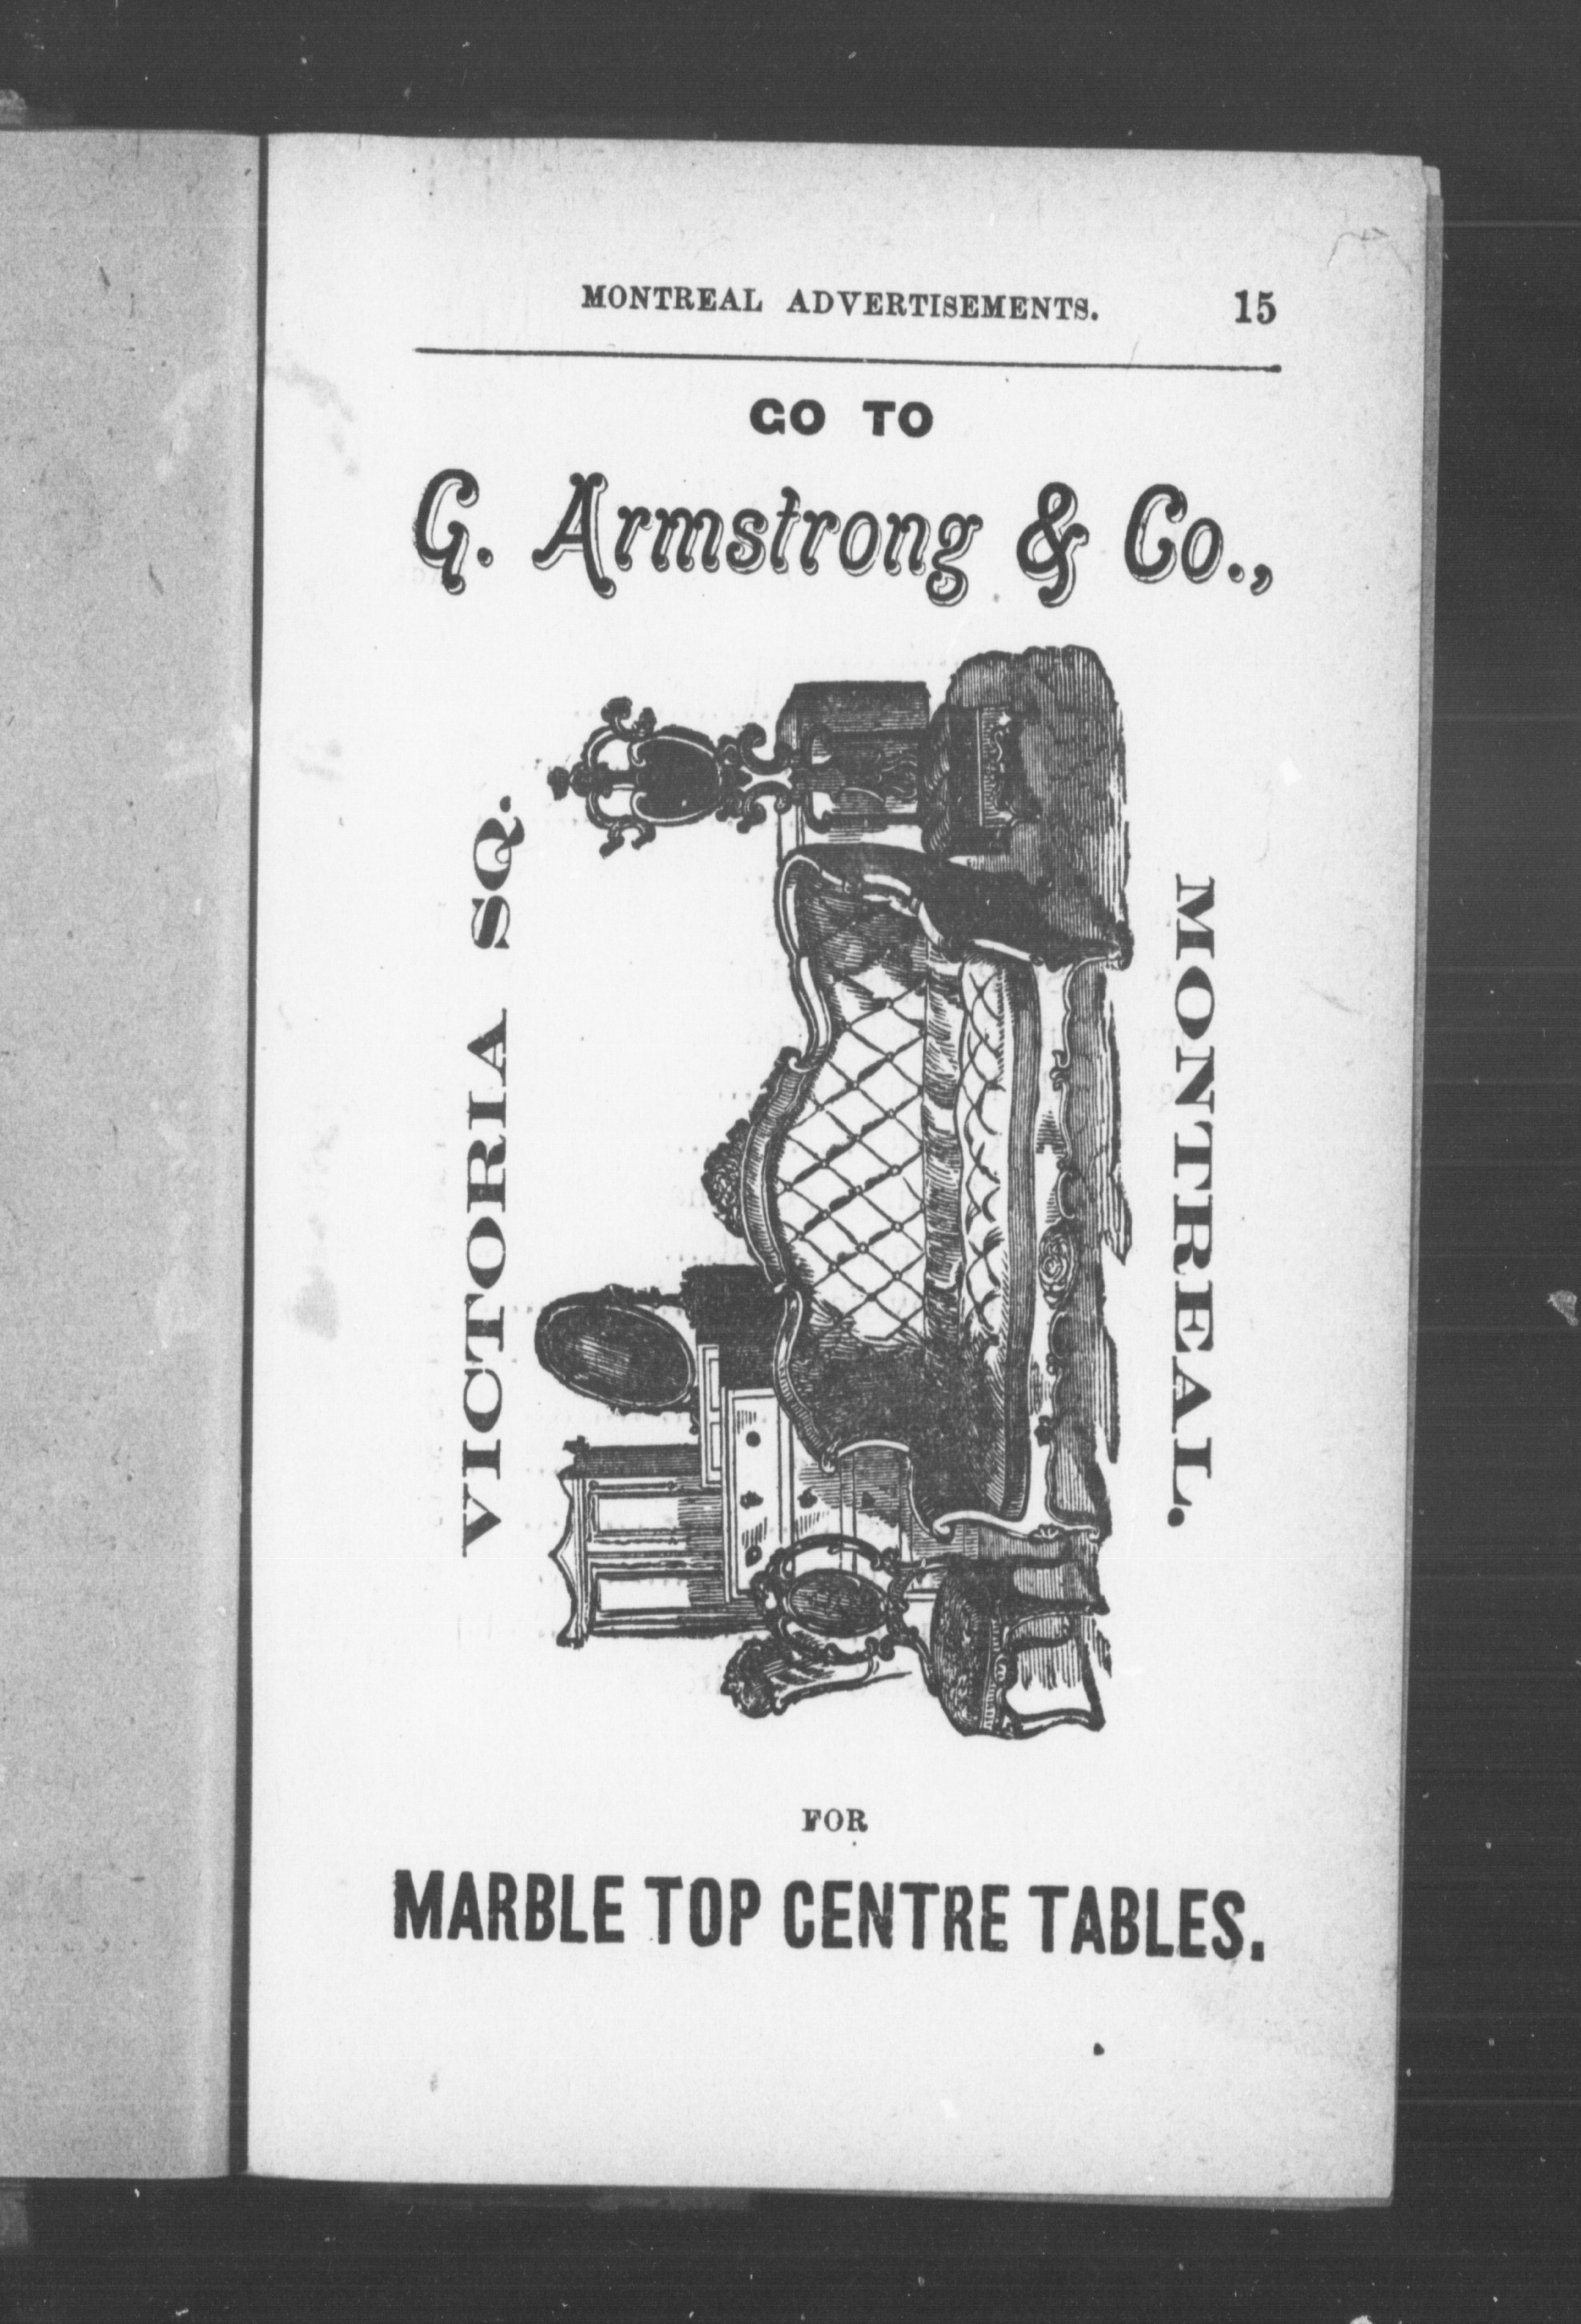 MONTREAL ADVERTISEMENTS. 15
GO TO
G. Armstrong & Co.,
VICTORIA SQ.
MONTREAL.
FOR
MARBLE TOP CENTRE TABLES.